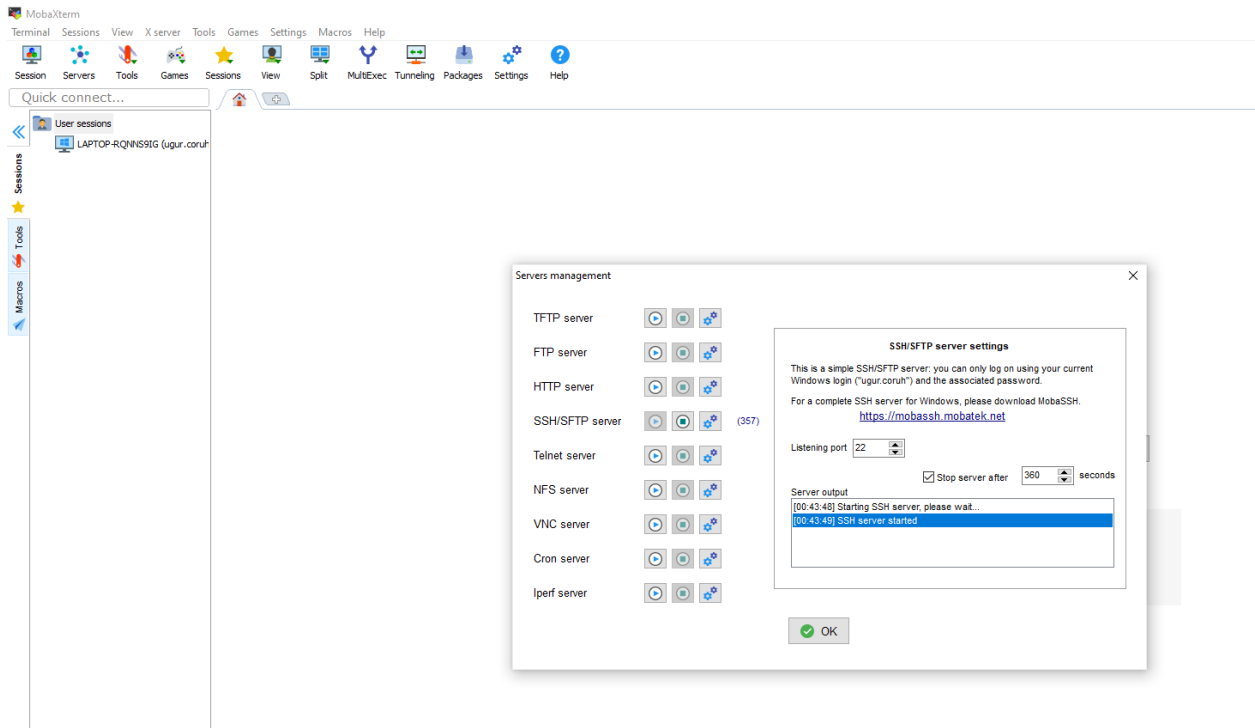 MobaXterm
Terminal Sessions View X server Tools Games Settings Macros Help
Session Servers Tools Games Sessions View Split MultiExec Tunneling Packages Settings Help
Quick connect...
User sessions
LAPTOP-RQNNS9IG (ugur.coruh
Sessions
Tools
Macros
Servers management
TFTP server
FTP server
HTTP server
SSH/SFTP server (357)
Telnet server
NFS server
VNC server
Cron server
Iperf server
SSH/SFTP server settings
This is a simple SSH/SFTP server: you can only log on using your current
Windows login ("ugur.coruh") and the associated password.
For a complete SSH server for Windows, please download MobaSSH.
https://mobassh.mobatek.net
Listening port 22
Stop server after 360 seconds
Server output
[00:43:48] Starting SSH server, please wait...
[00:43:49] SSH server started
OK